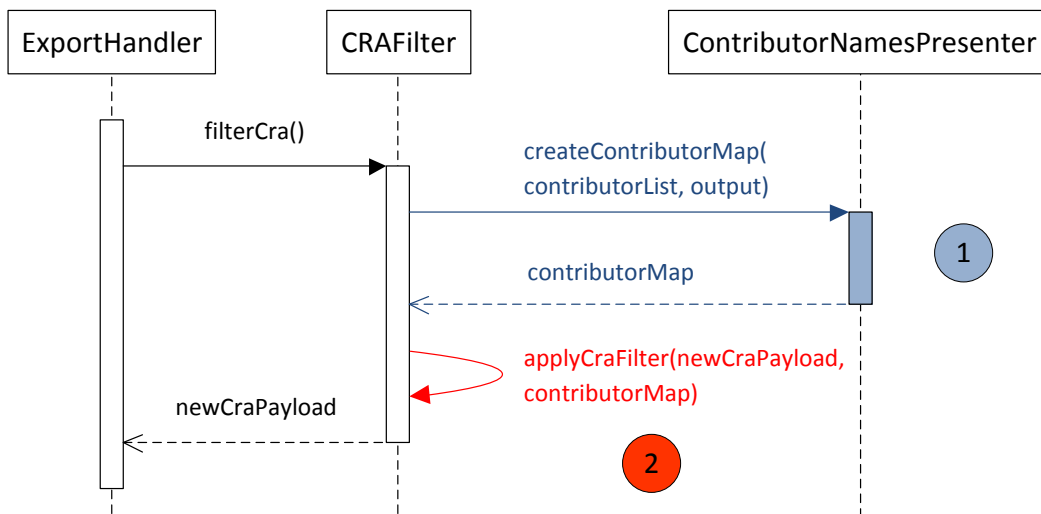 ExportHandler
CRAFilter
ContributorNamesPresenter
filterCra()
createContributorMap(
contributorList, output)
1
contributorMap
applyCraFilter(newCraPayload,
contributorMap)
newCraPayload
2